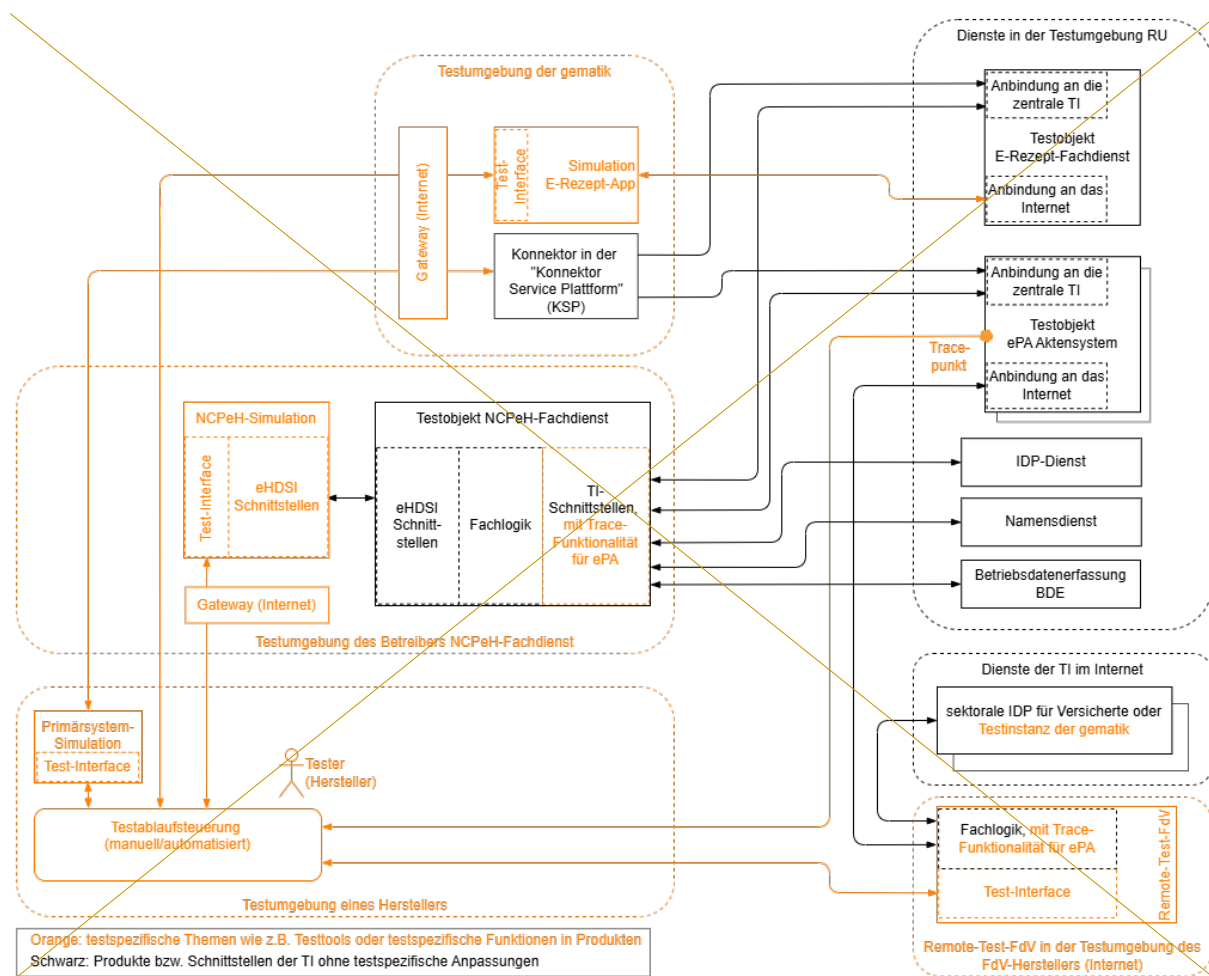 Dienste in der Testumgebung RU
Testumgebung der gematik
Anbindung an die
zentrale TI
Testobjekt
E-Rezept-Fachdienst
Anbindung an das
Internet
Gateway (Internet)
Test-
Interface
Simulation
E-Rezept-App
Konnektor in der
"Konnektor
Service Plattform"
(KSP)
Anbindung an die
zentrale TI
Testobjekt
ePA Aktensystem
Trace-
punkt
Anbindung an das
Internet
NCPeH-Simulation
Test-Interface
eHDSI
Schnittstellen
Testobjekt NCPeH-Fachdienst
eHDSI
Schnitt-
stellen
Fachlogik
TI-
Schnittstellen,
mit Trace-
Funktionalität
für ePA
IDP-Dienst
Namensdienst
Betriebsdatenerfassung
BDE
Gateway (Internet)
Testumgebung des Betreibers NCPeH-Fachdienst
Dienste der TI im Internet
sektorale IDP für Versicherte oder
Testinstanz der gematik
Primärsystem-
Simulation
Test-Interface
Tester
(Hersteller)
Testablaufsteuerung
(manuell/automatisiert)
Fachlogik, mit Trace-
Funktionalität für ePA
Test-Interface
Remote-Test-FdV
Testumgebung eines Herstellers
Remote-Test-FdV in der Testumgebung des
FdV-Herstellers (Internet)
Orange: testspezifische Themen wie z.B. Testtools oder testspezifische Funktionen in Produkten
Schwarz: Produkte bzw. Schnittstellen der TI ohne testspezifische Anpassungen